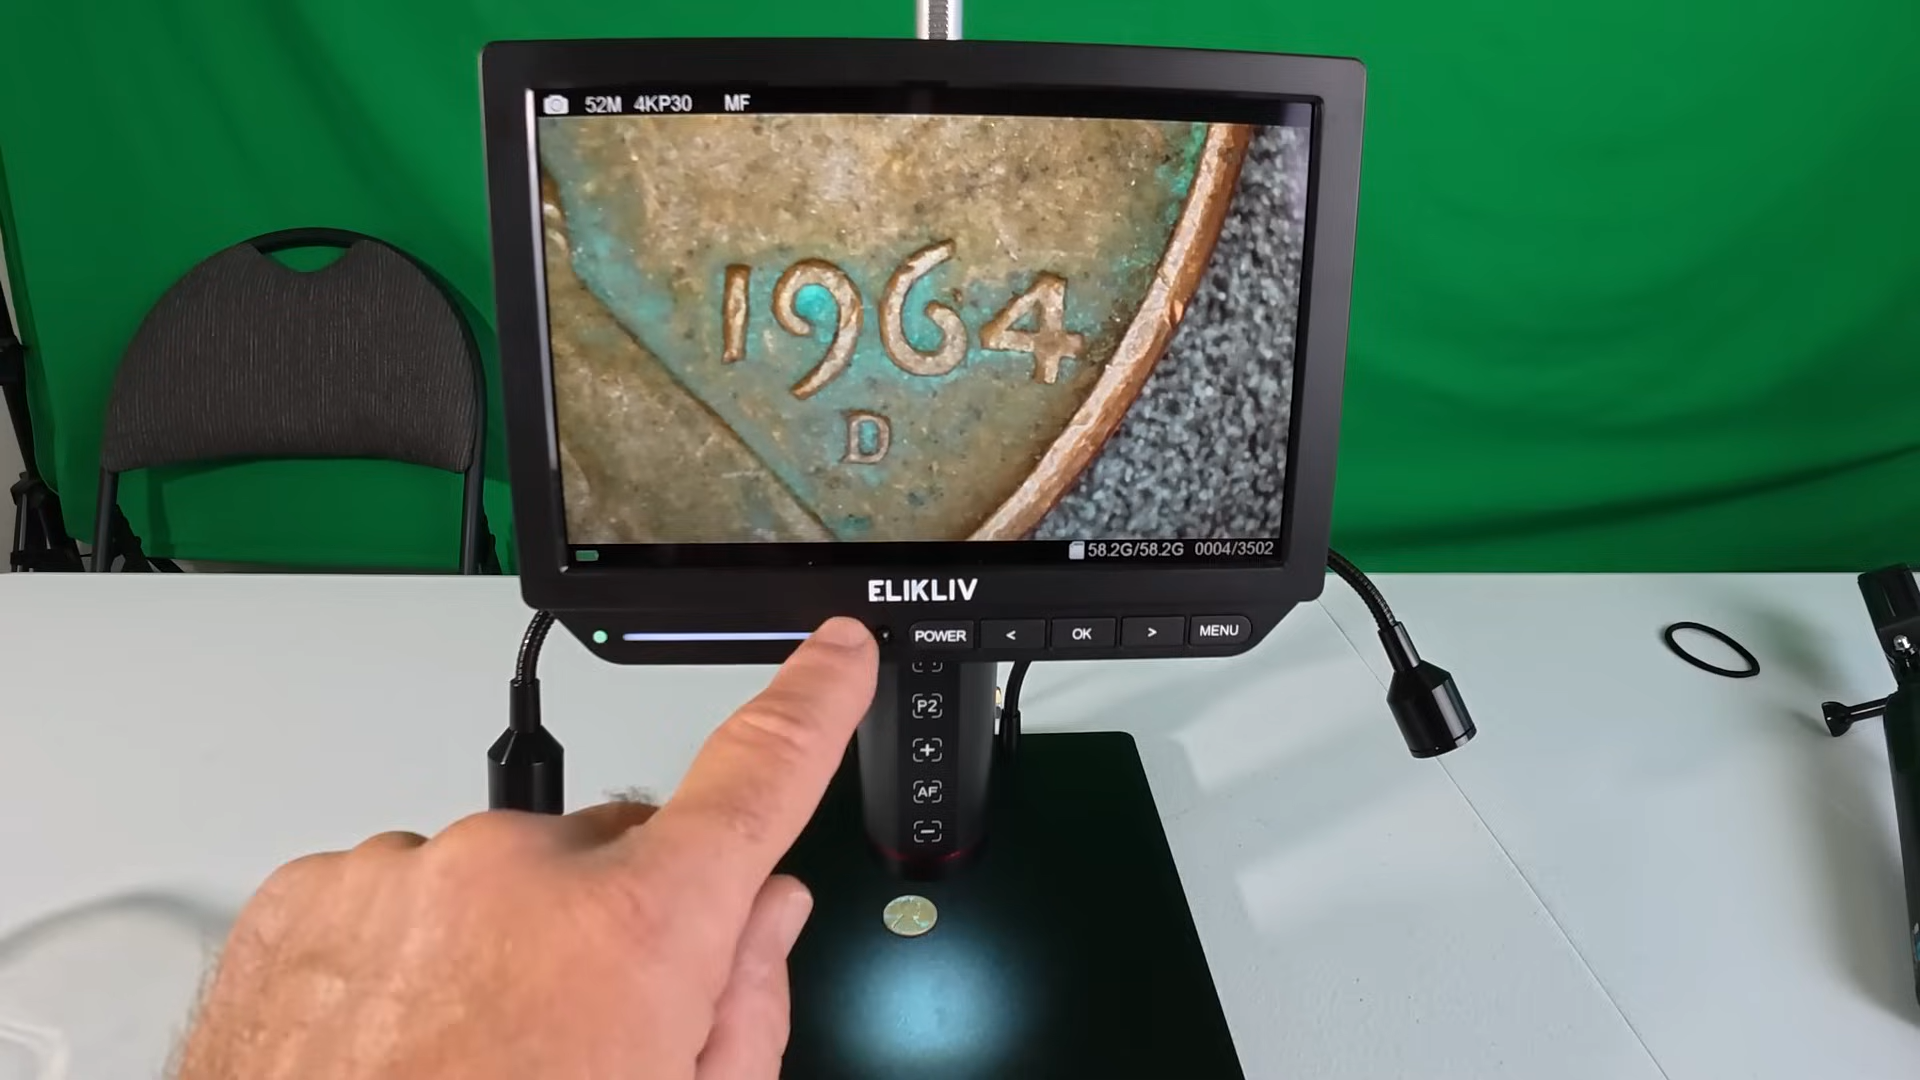 52M 4KP30 MF
1964
D
58.2G/58.2G 0004/3502
ELIKLIV
POWER < OK > MENU
P2
+
AF
−